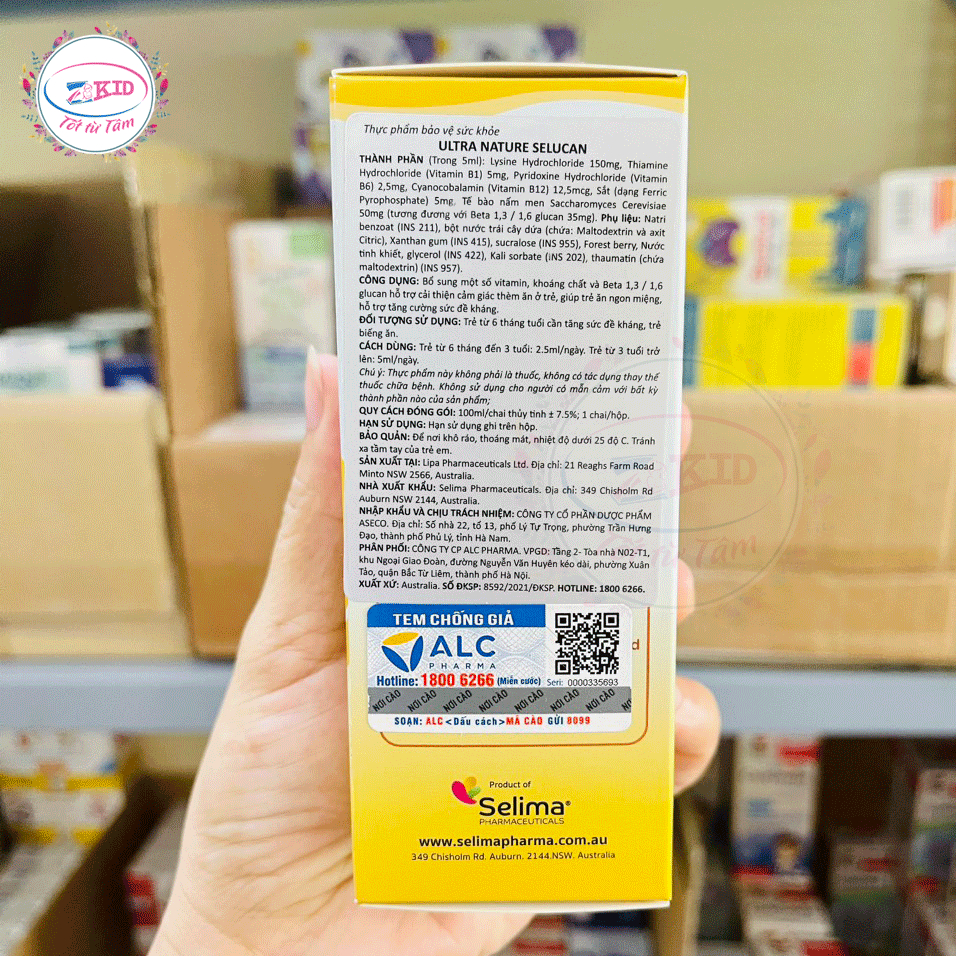 ZKID
Tốt từ Tâm
Thực phẩm bảo vệ sức khỏe
ULTRA NATURE SELUCAN
THÀNH PHẦN (Trong 5ml): Lysine Hydrochloride 150mg, Thiamine
Hydrochloride (Vitamin B1) 5mg, Pyridoxine Hydrochloride (Vitamin
B6) 2,5mg, Cyanocobalamin (Vitamin B12) 12,5mcg, Sắt (dạng Ferric
Pyrophosphate) 5mg. Tế bào nấm men Saccharomyces Cerevisiae
50mg (tương đương với Beta 1,3 / 1,6 glucan 35mg). Phụ liệu: Natri
benzoat (INS 211), bột nước trái cây dứa (chứa: Maltodextrin và axit
Citric), Xanthan gum (INS 415), sucralose (INS 955), Forest berry, Nước
tinh khiết, glycerol (iNS 422), Kali sorbate (iNS 202), thaumatin (chứa
maltodextrin) (INS 957).
CÔNG DỤNG: Bổ sung một số vitamin, khoáng chất và Beta 1,3 / 1,6
glucan hỗ trợ cải thiện cảm giác thèm ăn ở trẻ, giúp trẻ ăn ngon miệng,
hỗ trợ tăng cường sức đề kháng.
ĐỐI TƯỢNG SỬ DỤNG: Trẻ từ 6 tháng tuổi cần tăng sức đề kháng, trẻ
biếng ăn.
CÁCH DÙNG: Trẻ từ 6 tháng đến 3 tuổi: 2.5ml/ngày. Trẻ từ 3 tuổi trở
lên: 5ml/ngày.
Chú ý: Thực phẩm này không phải là thuốc, không có tác dụng thay thế
thuốc chữa bệnh. Không sử dụng cho người có mẫn cảm với bất kỳ
thành phần nào của sản phẩm;
QUY CÁCH ĐÓNG GÓI: 100ml/chai thủy tinh ± 7.5%; 1 chai/hộp.
HẠN SỬ DỤNG: Hạn sử dụng ghi trên hộp.
BẢO QUẢN: Để nơi khô ráo, thoáng mát, nhiệt độ dưới 25 độ C. Tránh
xa tầm tay của trẻ em.
SẢN XUẤT TẠI: Lipa Pharmaceuticals Ltd. Địa chỉ: 21 Reaghs Farm Road
Minto NSW 2566, Australia.
NHÀ XUẤT KHẨU: Selima Pharmaceuticals. Địa chỉ: 349 Chisholm Rd
Auburn NSW 2144, Australia.
NHẬP KHẨU VÀ CHỊU TRÁCH NHIỆM: CÔNG TY CỔ PHẦN DƯỢC PHẨM
ASECO. Địa chỉ: Số nhà 22, tổ 13, phố Lý Tự Trọng, phường Trần Hưng
Đạo, thành phố Phủ Lý, tỉnh Hà Nam.
PHÂN PHỐI: CÔNG TY CP ALC PHARMA. VPGD: Tầng 2- Tòa nhà N02-T1,
khu Ngoại Giao Đoàn, đường Nguyễn Văn Huyên kéo dài, phường Xuân
Tảo, quận Bắc Từ Liêm, thành phố Hà Nội.
XUẤT XỨ: Australia. SỐ ĐKSP: 8592/2021/ĐKSP. HOTLINE: 1800 6266.
TEM CHỐNG GIẢ
ALC
PHARMA
Hotline: 1800 6266 (Miễn cước)
Seri: 0000335693
NƠI CÀO NƠI CÀO NƠI CÀO NƠI CÀO NƠI CÀO NƠI CÀO
SOẠN: ALC <Dấu cách> MÃ CÀO GỬI 8099
Product of
Selima®
PHARMACEUTICALS
www.selimapharma.com.au
349 Chisholm Rd. Auburn. 2144.NSW. Australia